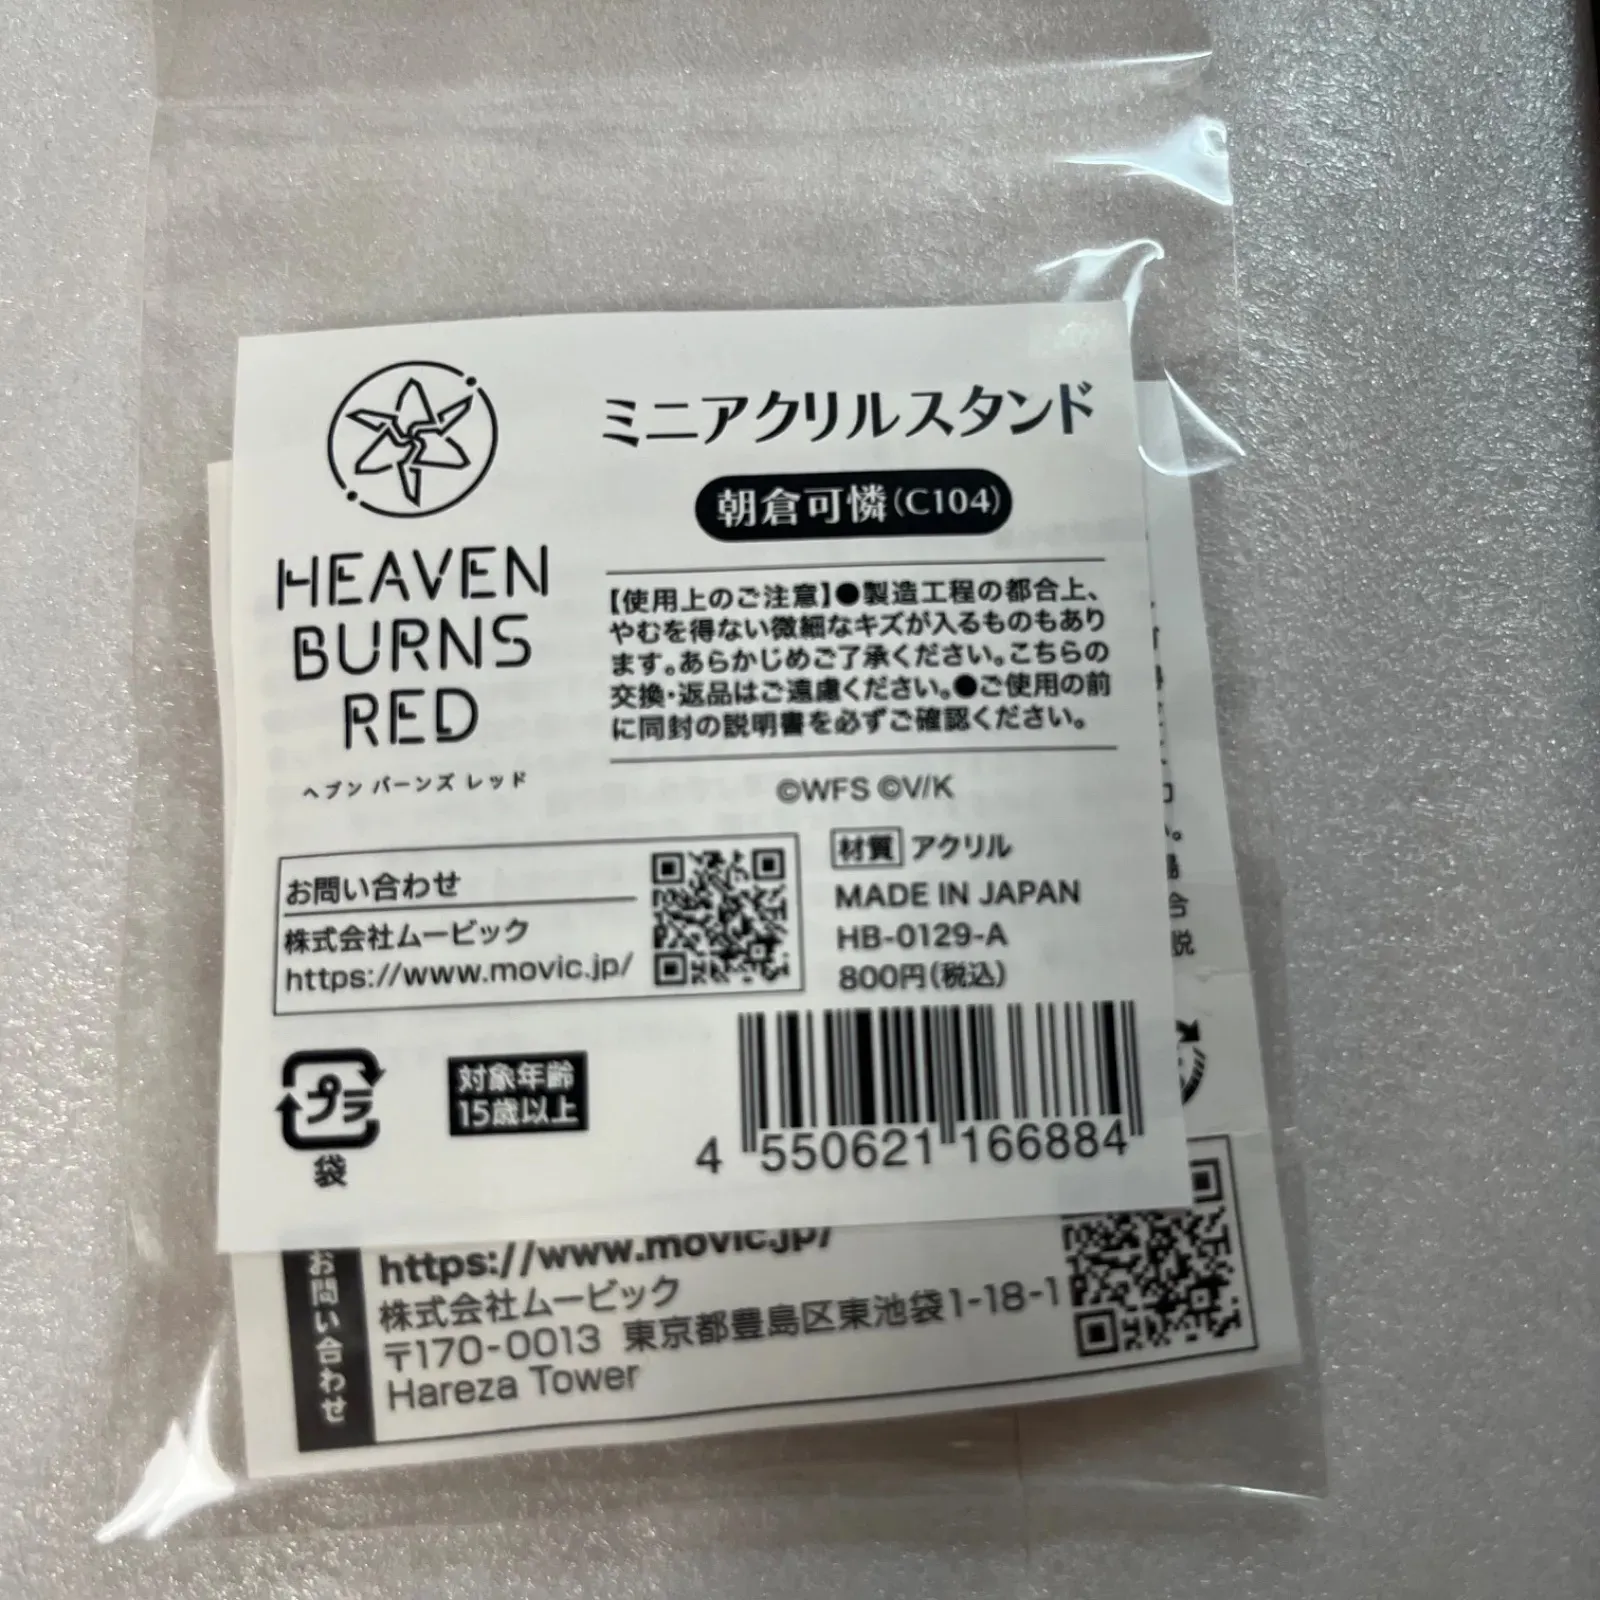 HEAVEN
BURNS
RED
ヘブン バーンズ レッド
ミニアクリルスタンド
朝倉可憐(C104)
【使用上のご注意】●製造工程の都合上、
やむを得ない微細なキズが入るものもあり
ます。あらかじめご了承ください。こちらの
交換・返品はご遠慮ください。●ご使用の前
に同封の説明書を必ずご確認ください。
©WFS ©V/K
お問い合わせ
株式会社ムービック
https://www.movic.jp/
材質 アクリル
MADE IN JAPAN
HB-0129-A
800円(税込)
プラ
袋
対象年齢
15歳以上
4 550621 166884
お問い合わせ
https://www.movic.jp/
株式会社ムービック
〒170-0013 東京都豊島区東池袋1-18-1
Hareza Tower